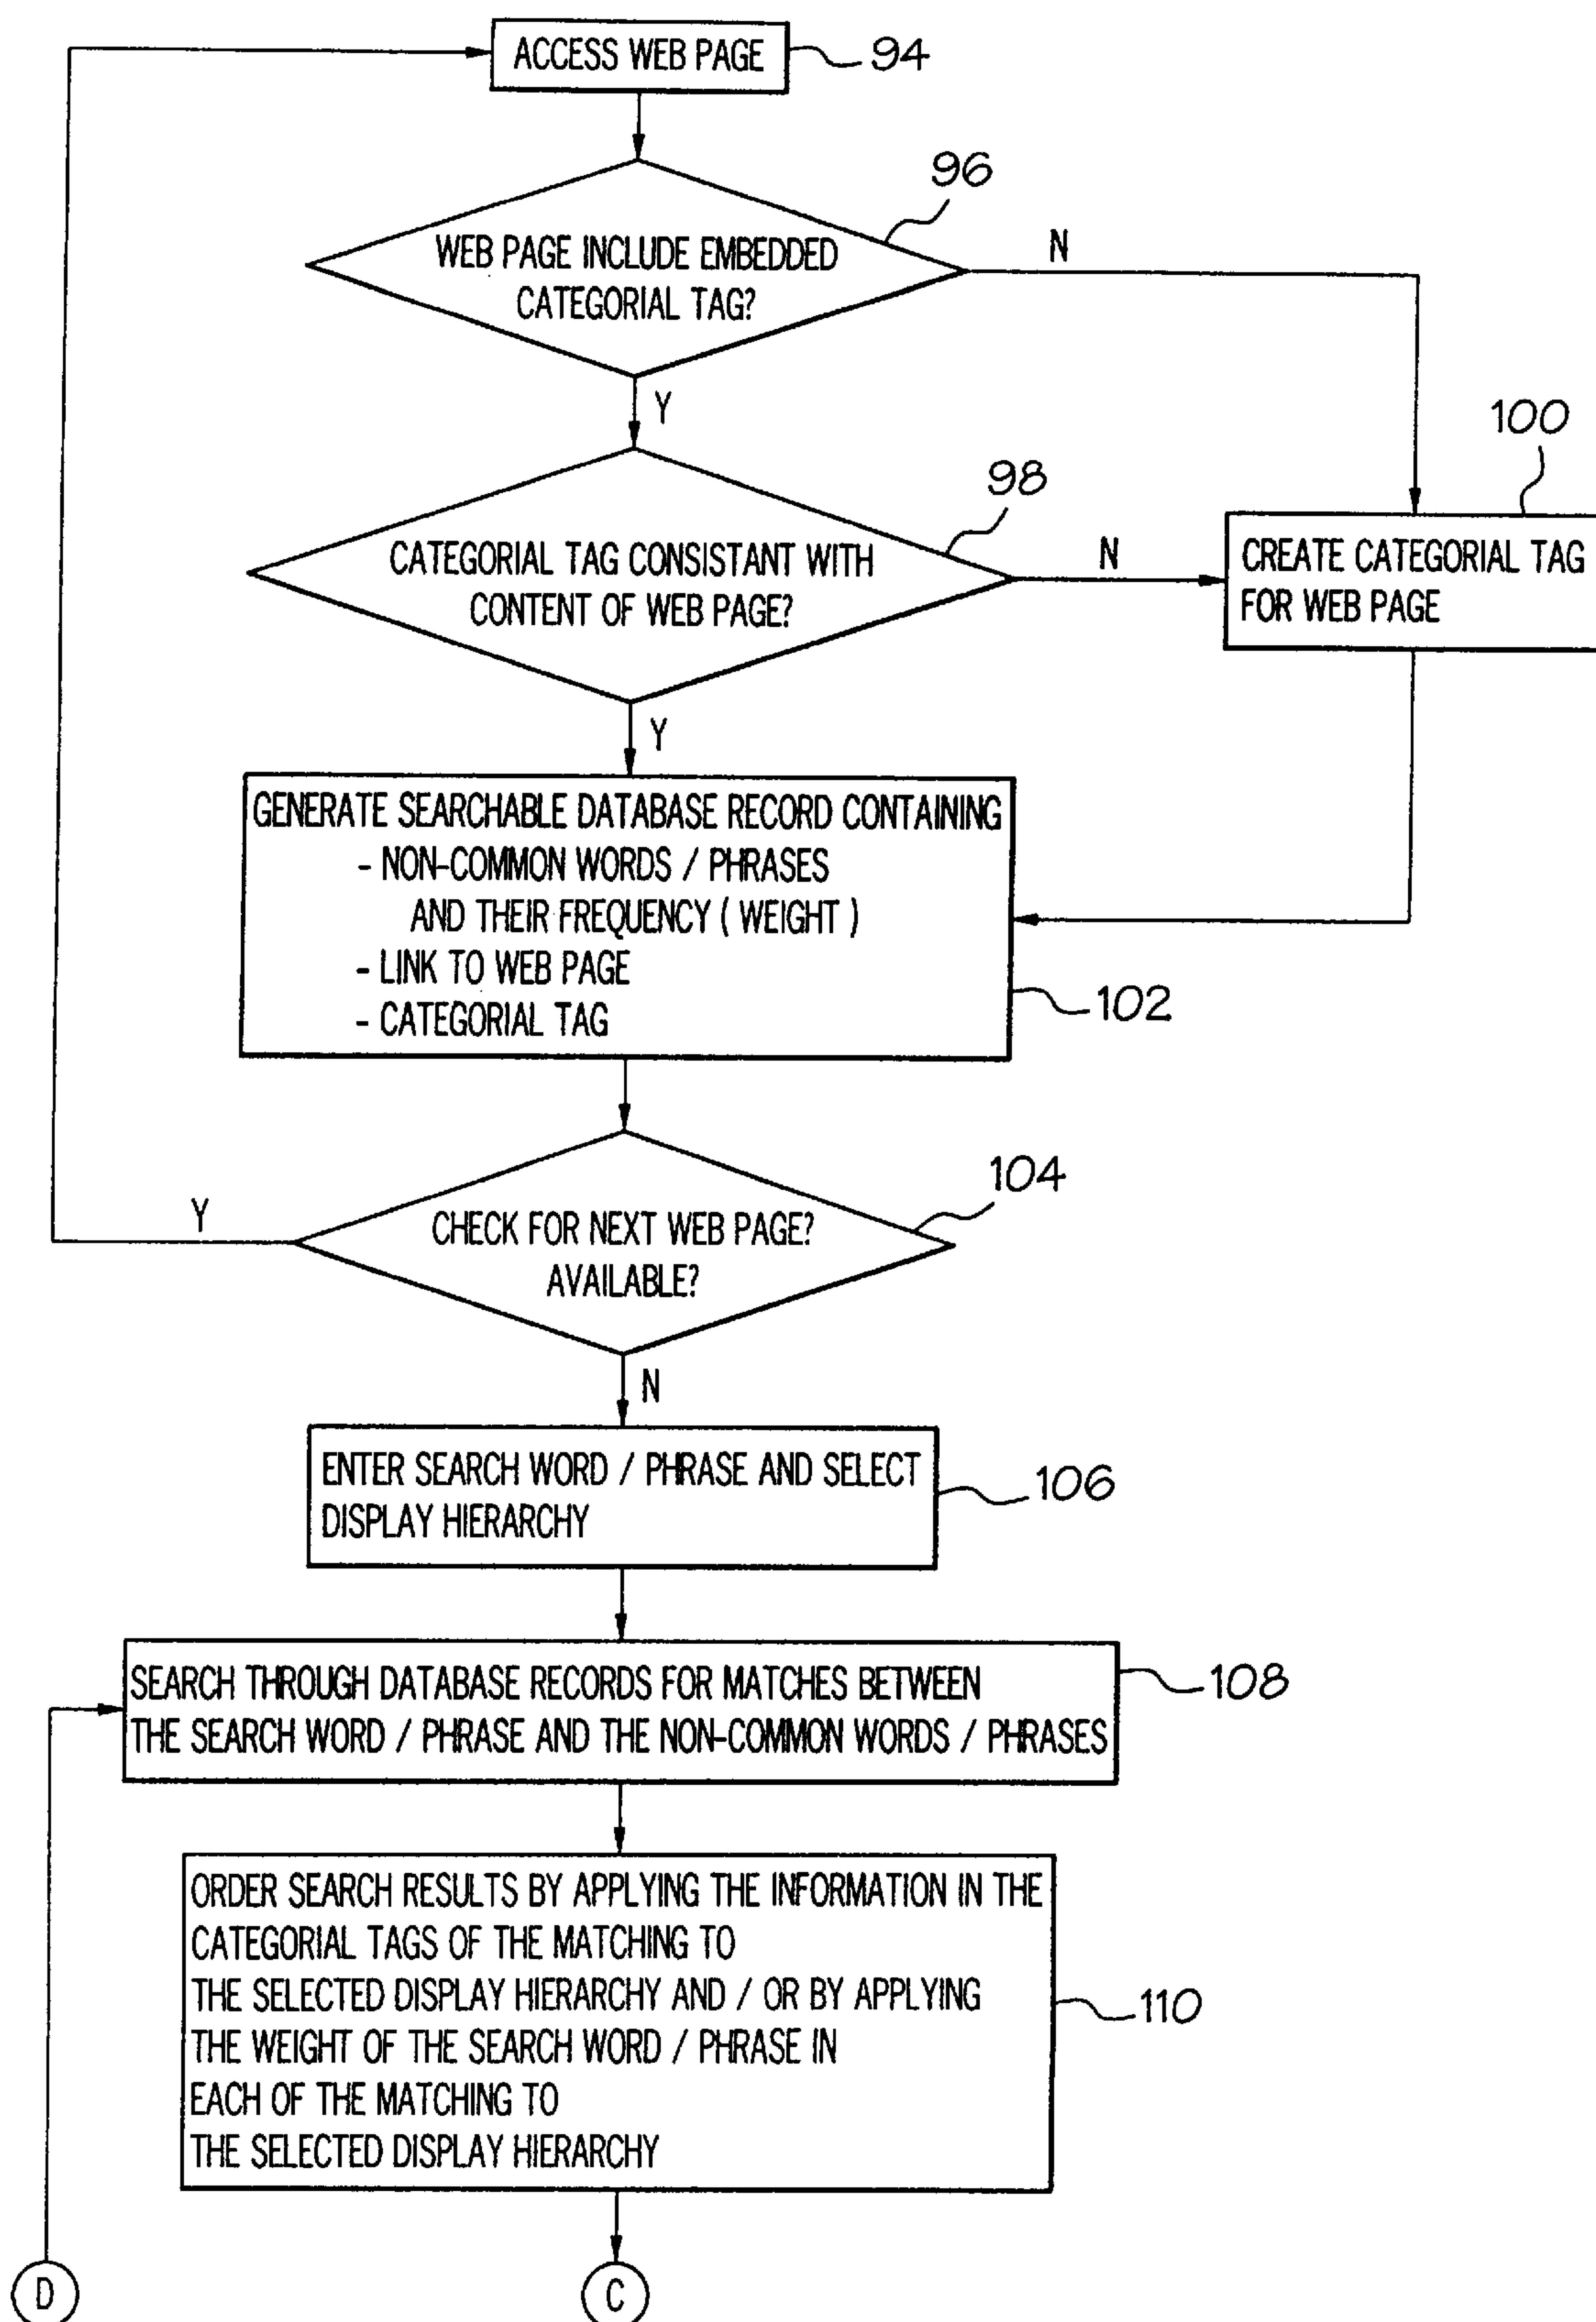 ACCESS WEB PAGE
94
WEB PAGE INCLUDE EMBEDDED
CATEGORIAL TAG?
96
N
Y
CATEGORIAL TAG CONSISTANT WITH
CONTENT OF WEB PAGE?
98
N
100
CREATE CATEGORIAL TAG
FOR WEB PAGE
Y
GENERATE SEARCHABLE DATABASE RECORD CONTAINING
- NON-COMMON WORDS / PHRASES
AND THEIR FREQUENCY ( WEIGHT )
- LINK TO WEB PAGE
- CATEGORIAL TAG
102
CHECK FOR NEXT WEB PAGE?
AVAILABLE?
104
Y
N
ENTER SEARCH WORD / PHRASE AND SELECT
DISPLAY HIERARCHY
106
SEARCH THROUGH DATABASE RECORDS FOR MATCHES BETWEEN
THE SEARCH WORD / PHRASE AND THE NON-COMMON WORDS / PHRASES
108
ORDER SEARCH RESULTS BY APPLYING THE INFORMATION IN THE
CATEGORIAL TAGS OF THE MATCHING TO
THE SELECTED DISPLAY HIERARCHY AND / OR BY APPLYING
THE WEIGHT OF THE SEARCH WORD / PHRASE IN
EACH OF THE MATCHING TO
THE SELECTED DISPLAY HIERARCHY
110
D
C